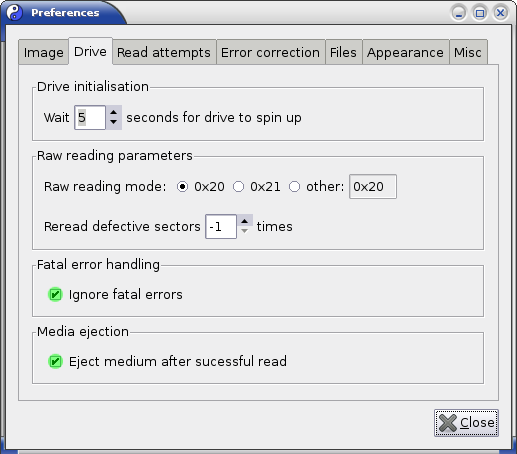 Preferences
Image Drive Read attempts Error correction Files Appearance Misc
Drive initialisation
Wait 5 seconds for drive to spin up
Raw reading parameters
Raw reading mode: 0x20 0x21 other: 0x20
Reread defective sectors -1 times
Fatal error handling
Ignore fatal errors
Media ejection
Eject medium after sucessful read
Close